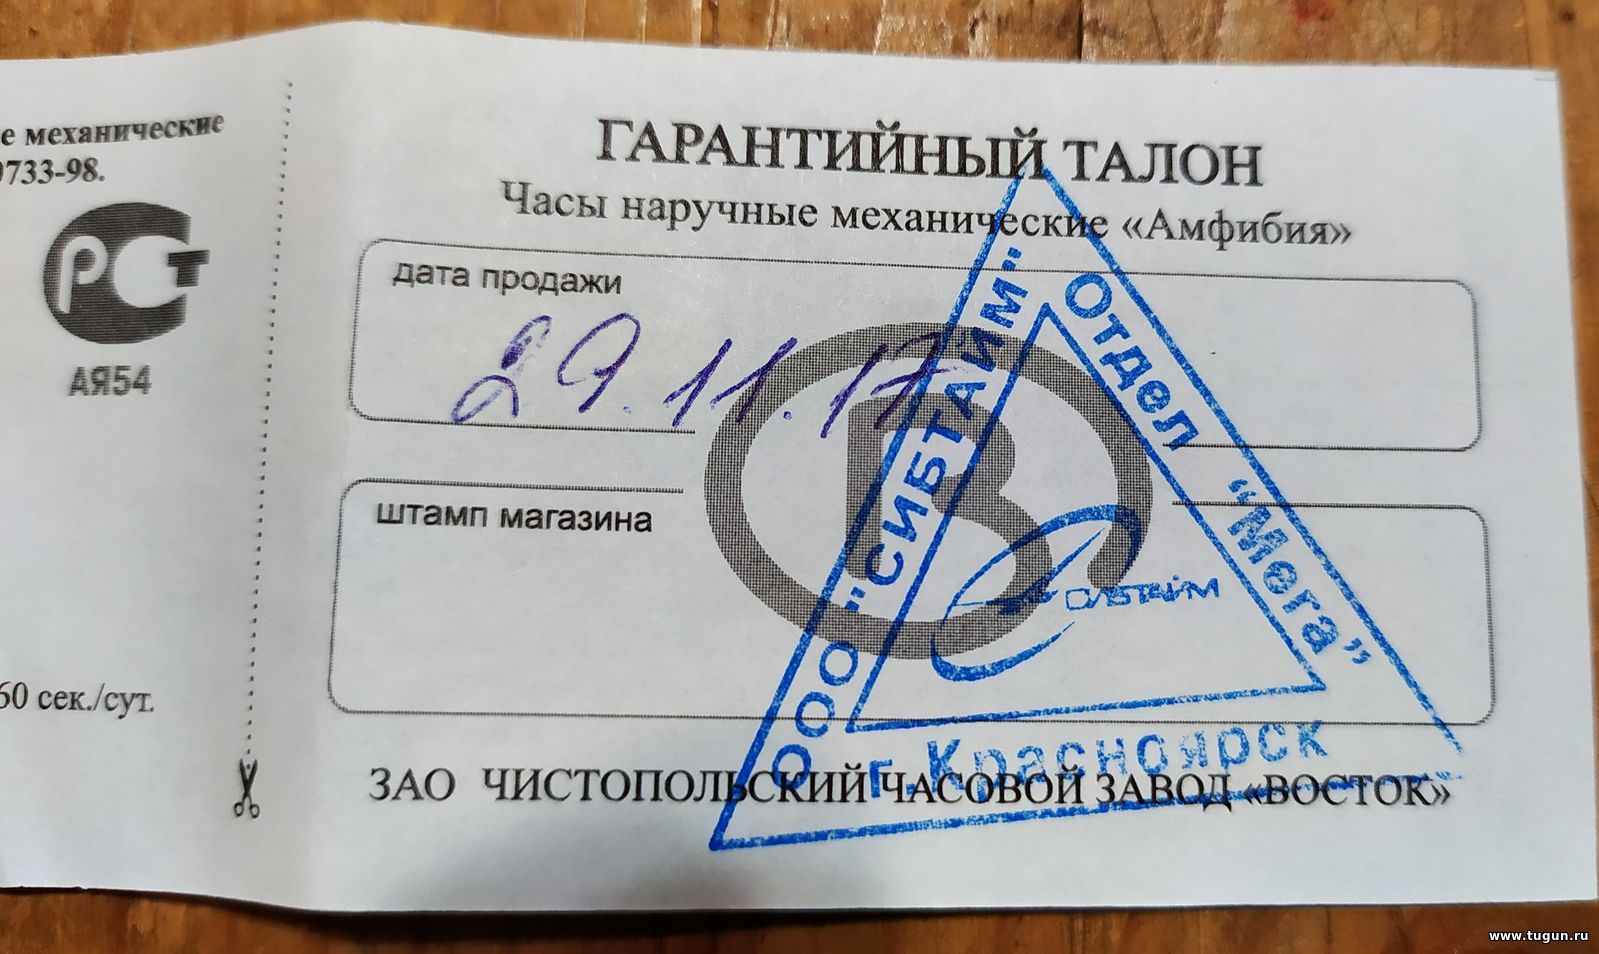 е механические
0733-98.
РСТ
АЯ54
60 сек./сут.
ГАРАНТИЙНЫЙ ТАЛОН
Часы наручные механические «Амфибия»
дата продажи
29.11.17
штамп магазина
В
ООО "СИБТАЙМ"
Отдел "Мега"
СИБТАЙМ
г.Красноярск
ЗАО ЧИСТОПОЛЬСКИЙ ЧАСОВОЙ ЗАВОД «ВОСТОК»
www.tugun.ru